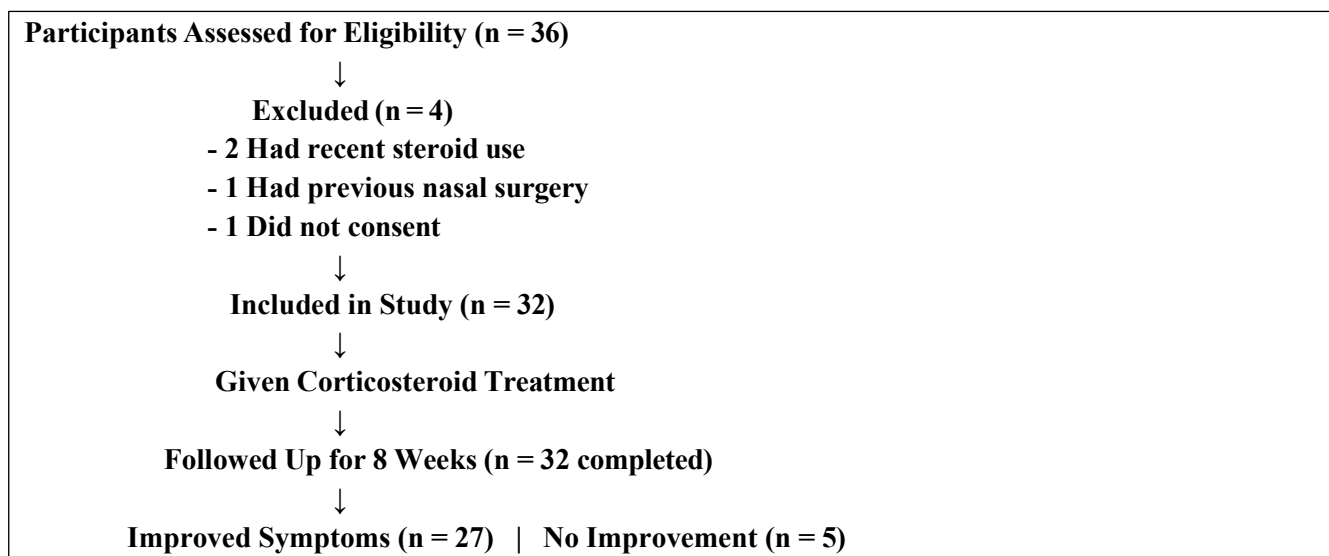 Participants Assessed for Eligibility (n = 36)
↓
Excluded (n = 4)
- 2 Had recent steroid use
- 1 Had previous nasal surgery
- 1 Did not consent
↓
Included in Study (n = 32)
↓
Given Corticosteroid Treatment
↓
Followed Up for 8 Weeks (n = 32 completed)
↓
Improved Symptoms (n = 27) | No Improvement (n = 5)